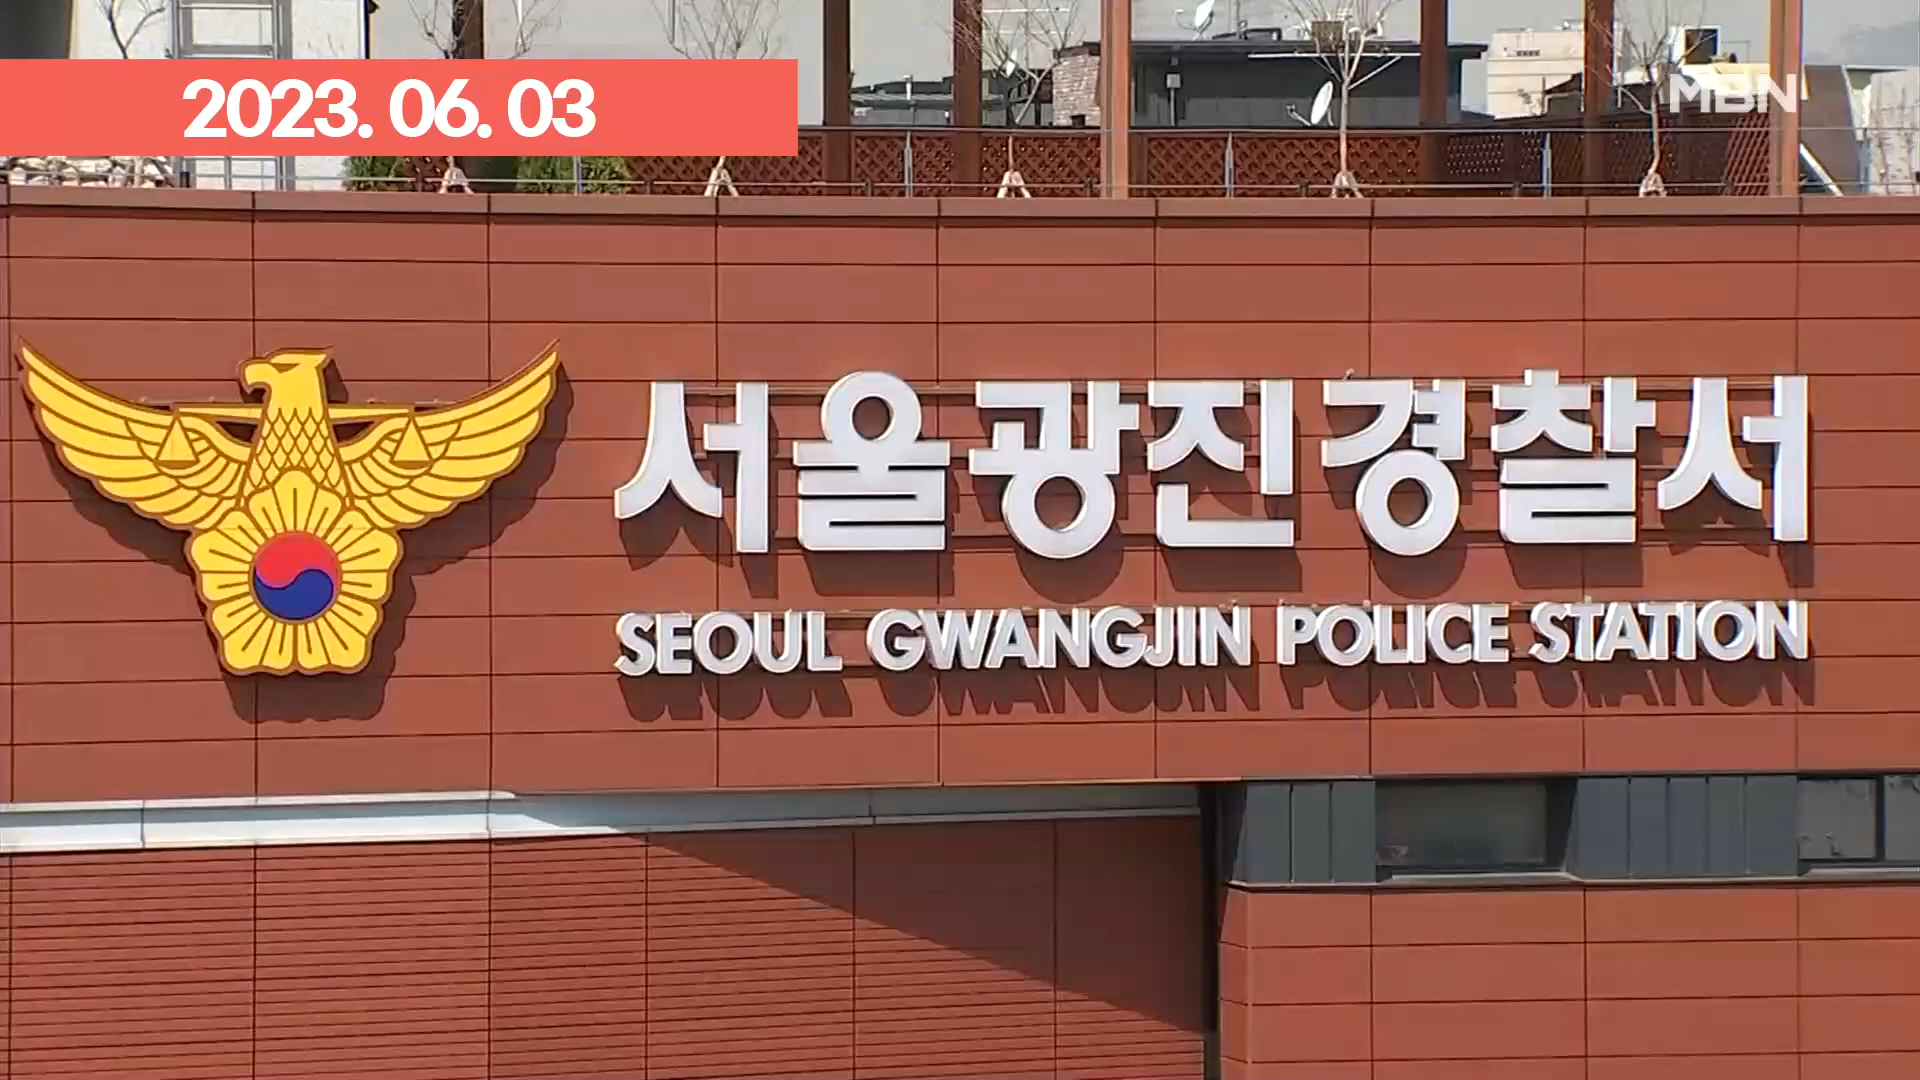 2023. 06. 03
MBN
서울광진경찰서
SEOUL GWANGJIN POLICE STATION